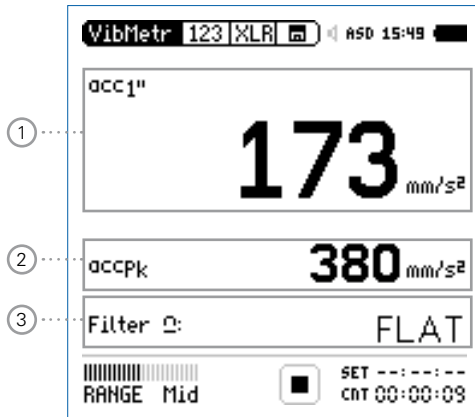 VibMetr 123 XLR ASD 15:49
acc1"
1
173 mm/s²
2
accPk 380 mm/s²
3
Filter Ω: FLAT
RANGE Mid
SET --:--:--
CNT 00:00:09